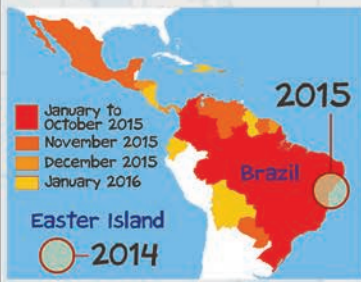 2015
January to
October 2015
November 2015
December 2015
January 2016
Brazil
Easter Island
2014